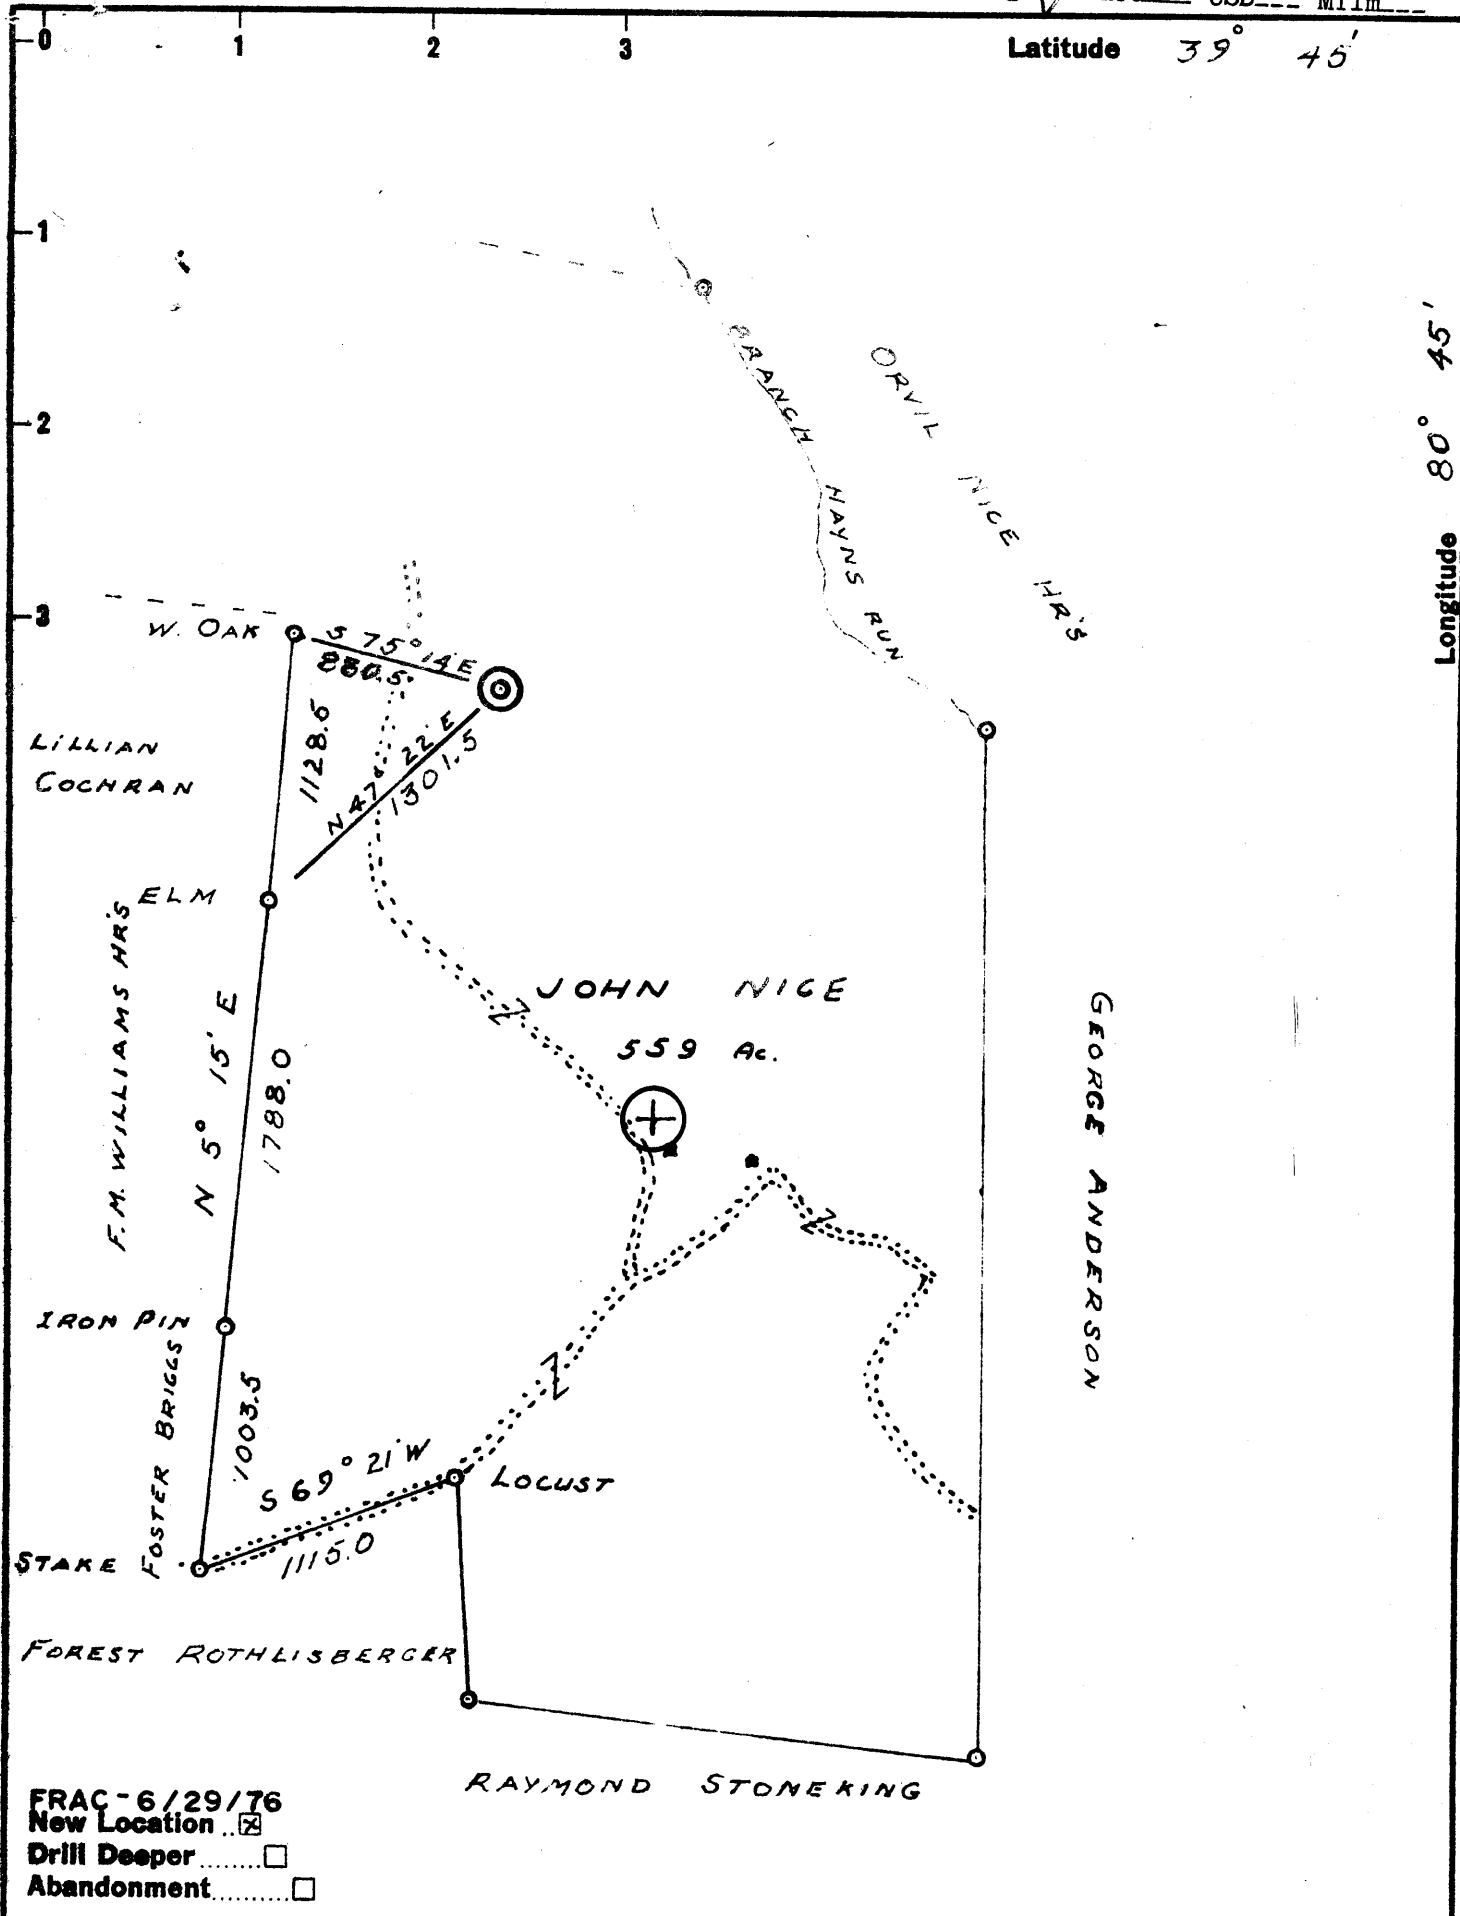 0 1 2 3
Latitude 39° 45'
1
2
3
Longitude 80° 45'
BRANCH HAYNS RUN
ORVIL NICE HR'S
W. OAK
S 75° 14' E
1128.5
N 47° 22' E
1301.5
LILLIAN
COCHRAN
ELM
F.M. WILLIAMS HR'S
N 5° 15' E
1788.0
JOHN NICE
559 Ac.
GEORGE ANDERSON
IRON PIN
FOSTER BRIGGS
1003.5
S 69° 21' W
1115.0
LOCUST
STAKE
FOREST ROTHLISBERGER
RAYMOND STONEKING
FRAC-6/29/76
New Location ..☒
Drill Deeper .......☐
Abandonment ..........☐